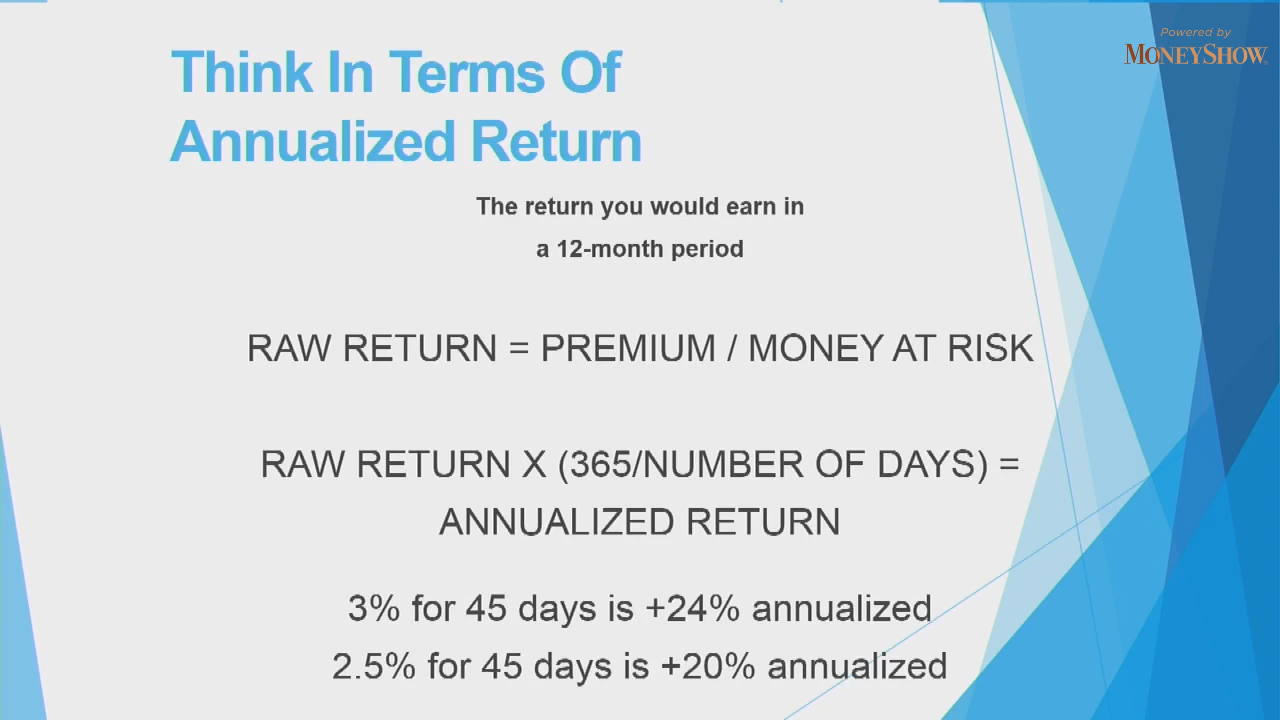 Powered by
MONEYSHOW
Think In Terms Of
Annualized Return
The return you would earn in
a 12-month period
RAW RETURN = PREMIUM / MONEY AT RISK
RAW RETURN X (365/NUMBER OF DAYS) =
ANNUALIZED RETURN
3% for 45 days is +24% annualized
2.5% for 45 days is +20% annualized